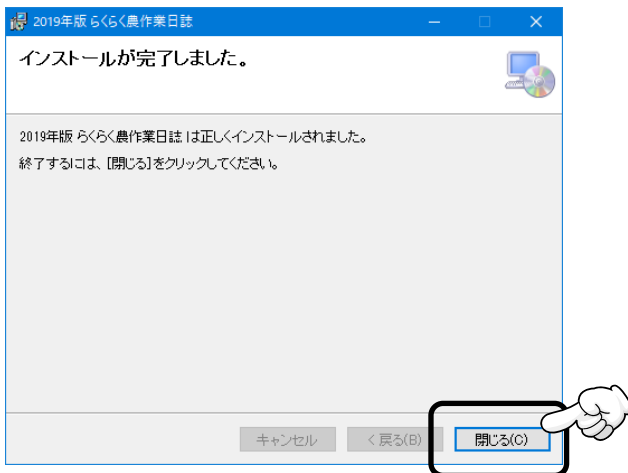 2019年版 らくらく農作業日誌
インストールが完了しました。
2019年版 らくらく農作業日誌 は正しくインストールされました。
終了するには、[閉じる]をクリックしてください。
キャンセル
< 戻る(B)
閉じる(C)